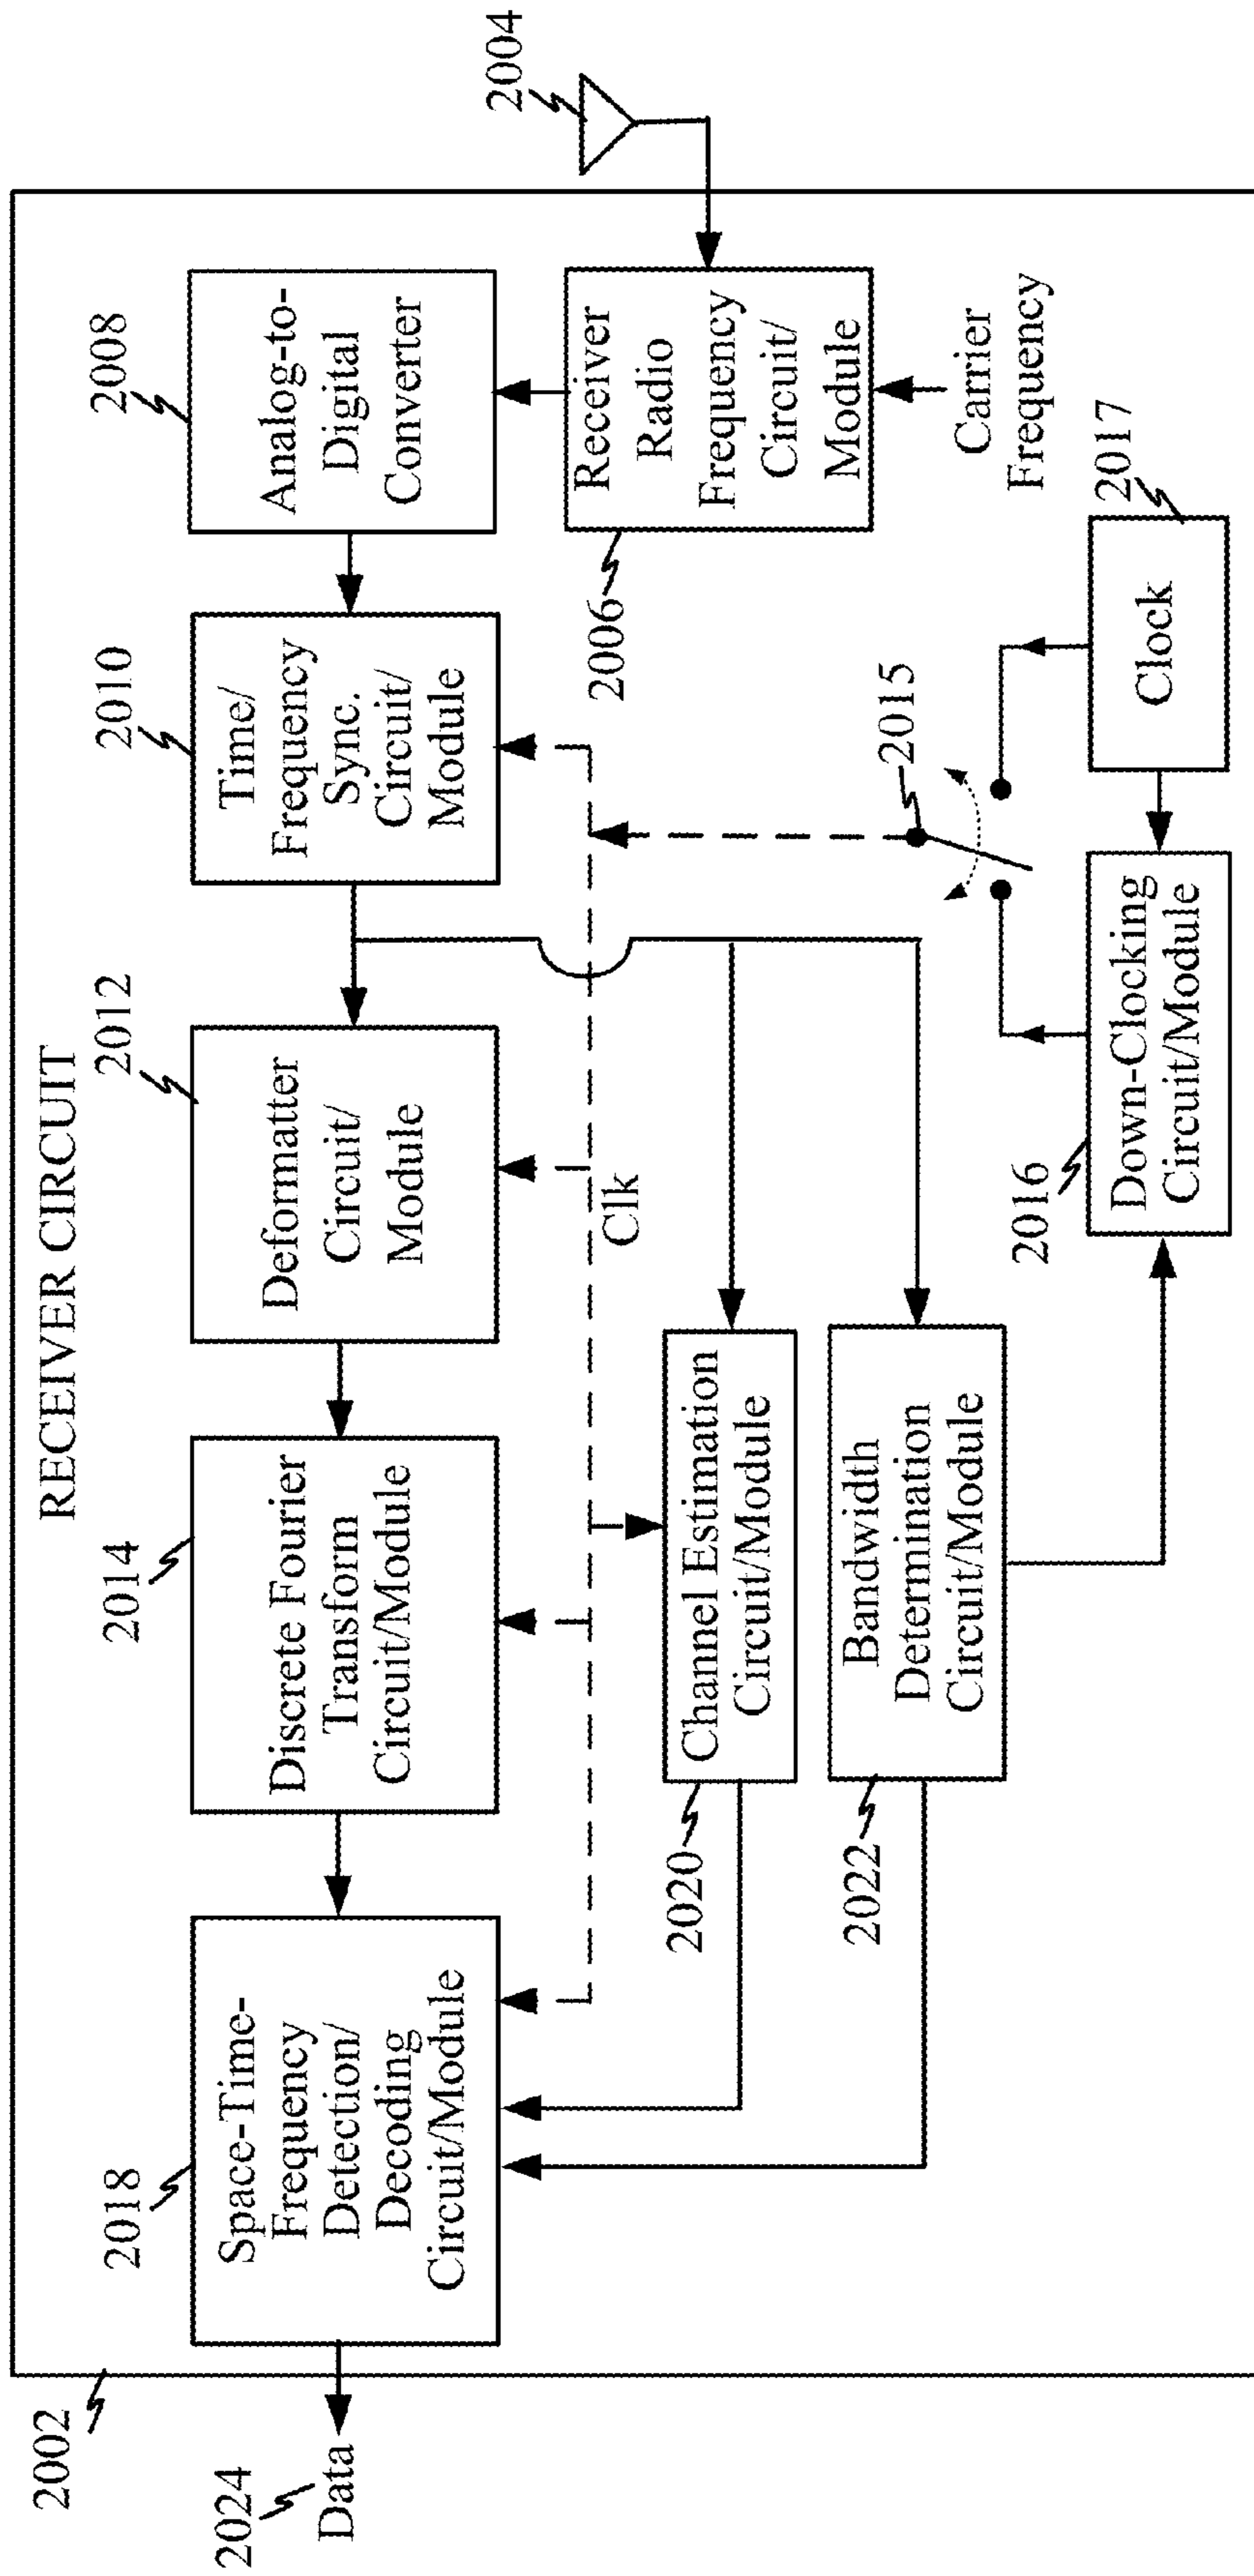 RECEIVER CIRCUIT
2002
2024
Data
2018
Space-Time-
Frequency
Detection/
Decoding
Circuit/Module
2014
Discrete Fourier
Transform
Circuit/Module
2012
Deformatter
Circuit/
Module
2010
Time/
Frequency
Sync.
Circuit/
Module
2008
Analog-to-
Digital
Converter
2004
2006
Receiver
Radio
Frequency
Circuit/
Module
Carrier
Frequency
Clk
2020
Channel Estimation
Circuit/Module
2022
Bandwidth
Determination
Circuit/Module
2015
2016
Down-Clocking
Circuit/Module
2017
Clock